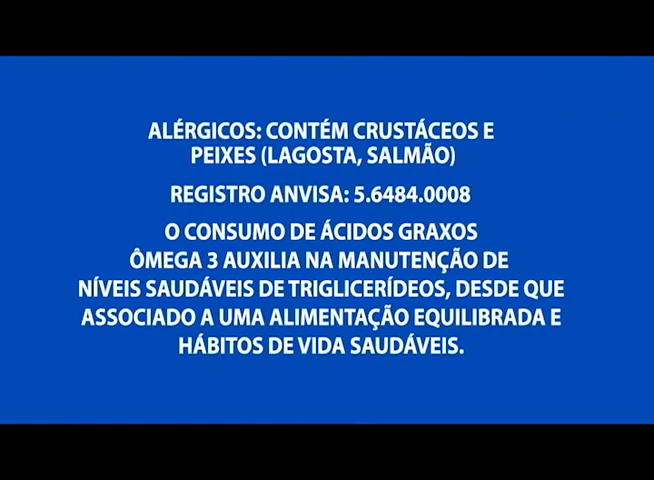 ALÉRGICOS: CONTÉM CRUSTÁCEOS E
PEIXES (LAGOSTA, SALMÃO)
REGISTRO ANVISA: 5.6484.0008
O CONSUMO DE ÁCIDOS GRAXOS
ÔMEGA 3 AUXILIA NA MANUTENÇÃO DE
NÍVEIS SAUDÁVEIS DE TRIGLICERÍDEOS, DESDE QUE
ASSOCIADO A UMA ALIMENTAÇÃO EQUILIBRADA E
HÁBITOS DE VIDA SAUDÁVEIS.